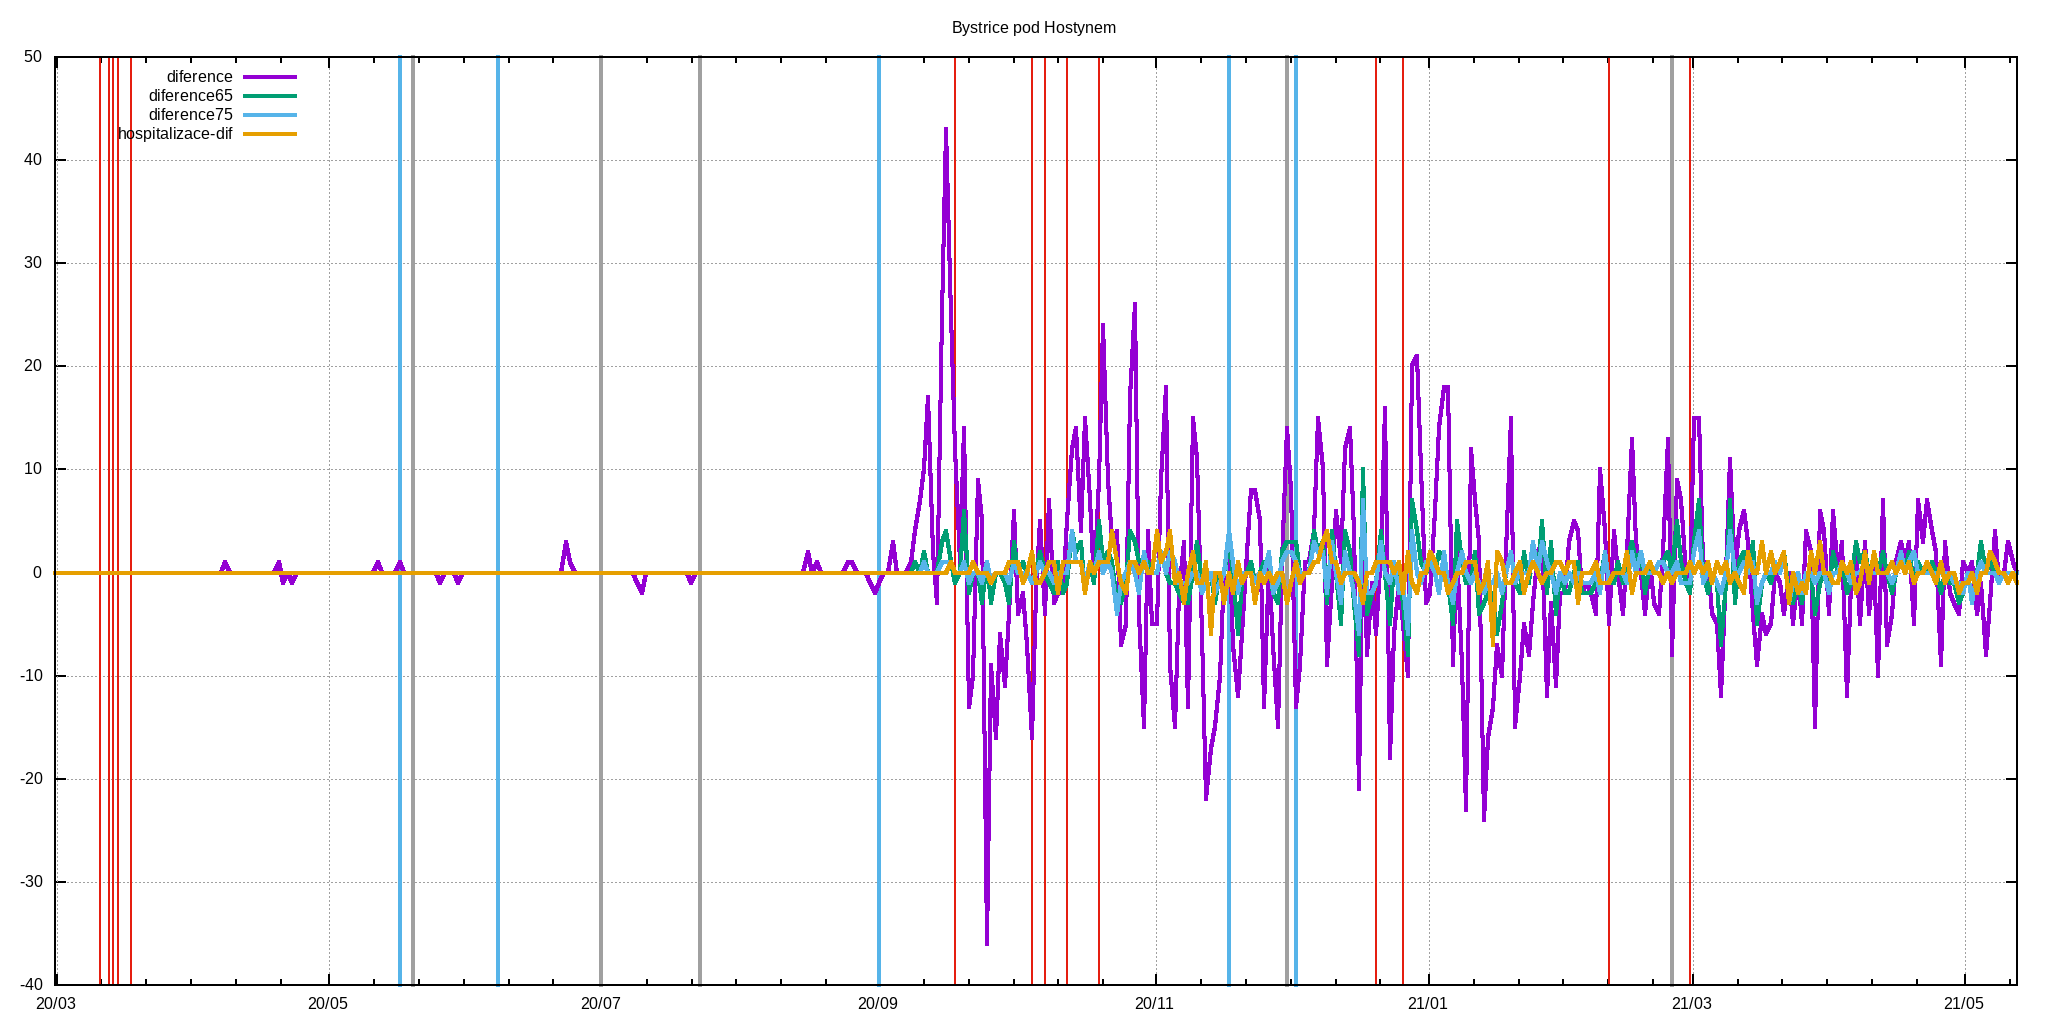 Bystrice pod Hostynem
50
40
30
20
10
0
-10
-20
-30
-40
diference
diference65
diference75
hospitalizace-dif
20/03 20/05 20/07 20/09 20/11 21/01 21/03 21/05